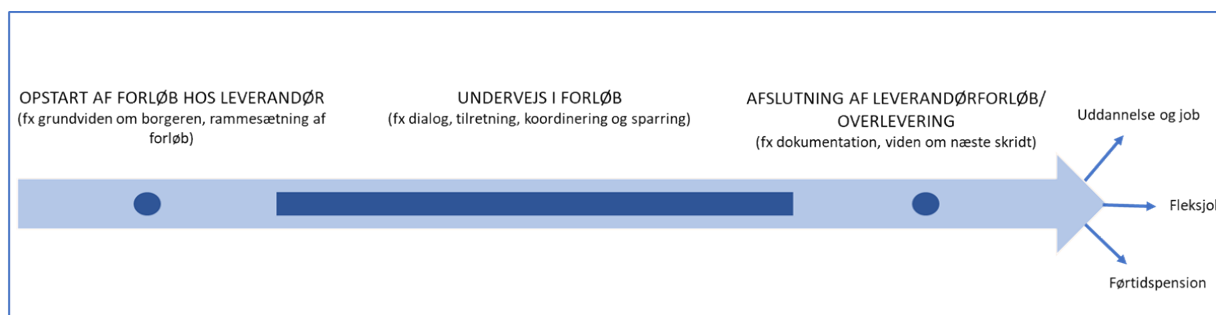 OPSTART AF FORLØB HOS LEVERANDØR
(fx grundviden om borgeren, rammesætning af
forløb)
UNDERVEJS I FORLØB
(fx dialog, tilretning, koordinering og sparring)
AFSLUTNING AF LEVERANDØRFORLØB/
OVERLEVERING
(fx dokumentation, viden om næste skridt)
Uddannelse og job
Fleksjol
Førtidspension